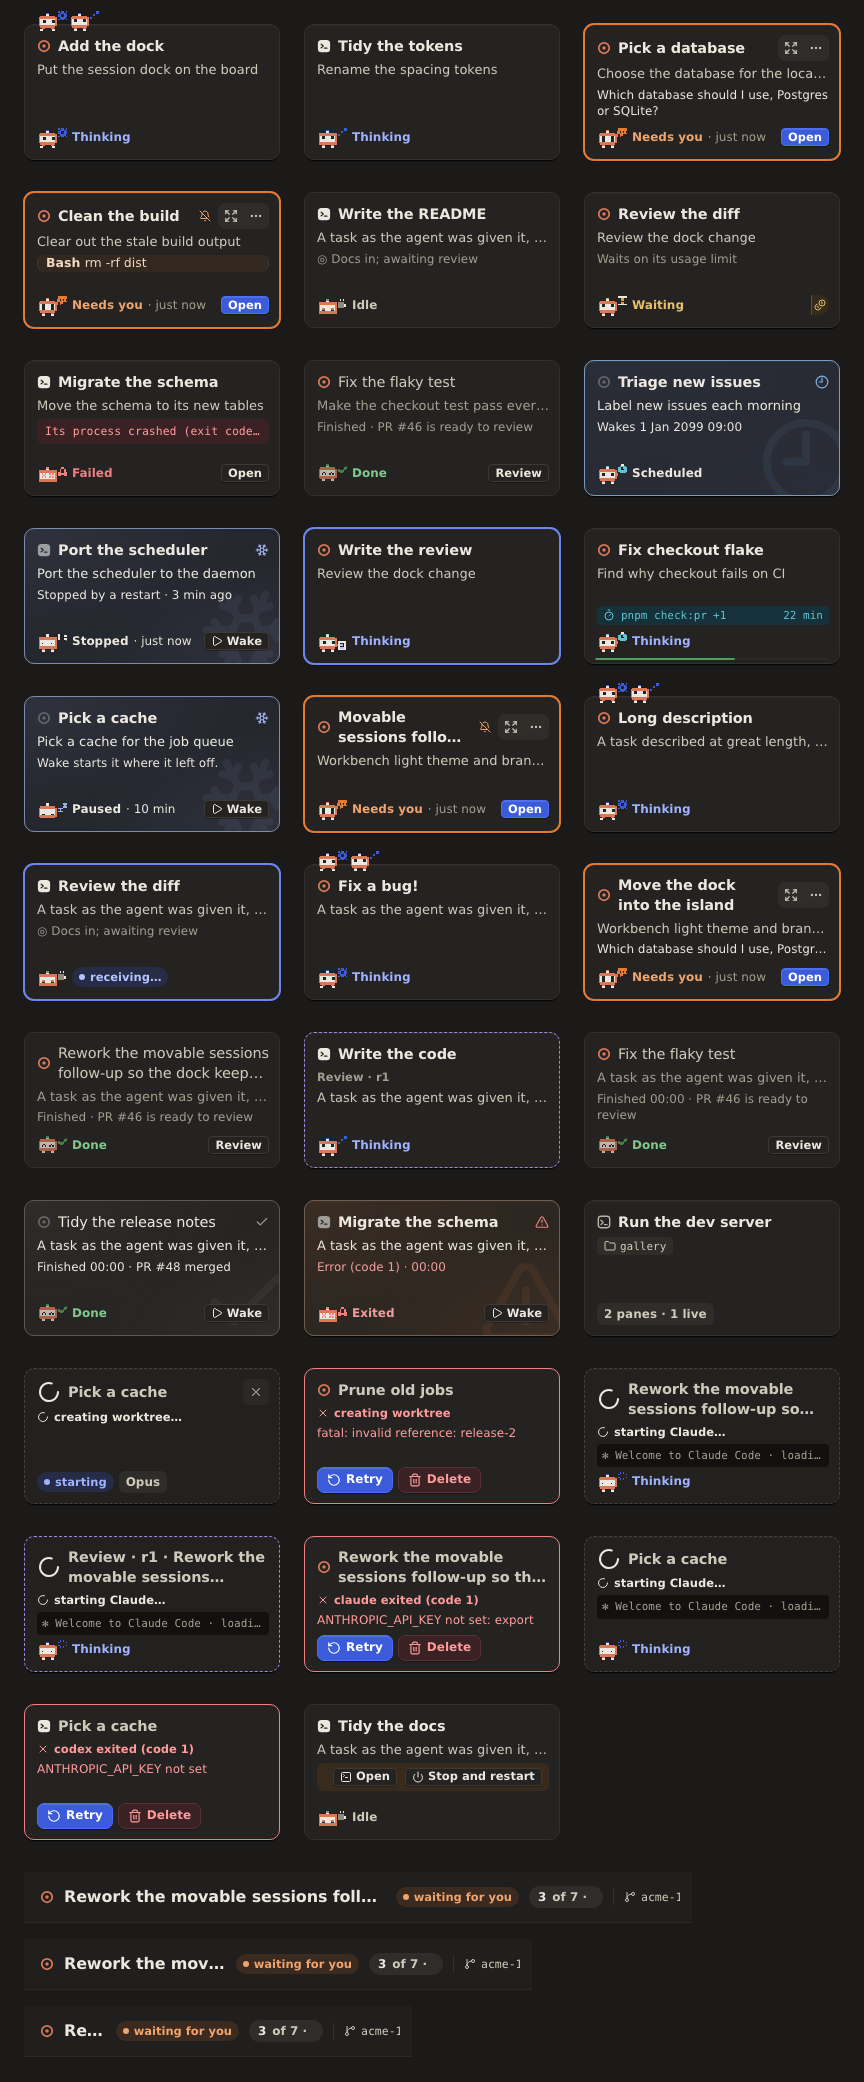 Add the dock
Put the session dock on the board
Thinking
Tidy the tokens
Rename the spacing tokens
Thinking
Pick a database
Choose the database for the loca…
Which database should I use, Postgres
or SQLite?
Needs you · just now
Open
Clean the build
Clear out the stale build output
Bash rm -rf dist
Needs you · just now
Open
Write the README
A task as the agent was given it, …
◎ Docs in; awaiting review
Idle
Review the diff
Review the dock change
Waits on its usage limit
Waiting
Migrate the schema
Move the schema to its new tables
Its process crashed (exit code…
Failed
Open
Fix the flaky test
Make the checkout test pass ever…
Finished · PR #46 is ready to review
Done
Review
Triage new issues
Label new issues each morning
Wakes 1 Jan 2099 09:00
Scheduled
Port the scheduler
Port the scheduler to the daemon
Stopped by a restart · 3 min ago
Stopped · just now
Wake
Write the review
Review the dock change
Thinking
Fix checkout flake
Find why checkout fails on CI
pnpm check:pr +1 22 min
Thinking
Pick a cache
Pick a cache for the job queue
Wake starts it where it left off.
Paused · 10 min
Wake
Movable
sessions follo…
Workbench light theme and bran…
Needs you · just now
Open
Long description
A task described at great length, …
Thinking
Review the diff
A task as the agent was given it, …
◎ Docs in; awaiting review
receiving…
Fix a bug!
A task as the agent was given it, …
Thinking
Move the dock
into the island
Workbench light theme and bran…
Which database should I use, Postgr…
Needs you · just now
Open
Rework the movable sessions
follow-up so the dock keep…
A task as the agent was given it, …
Finished · PR #46 is ready to review
Done
Review
Write the code
Review · r1
A task as the agent was given it, …
Thinking
Fix the flaky test
A task as the agent was given it, …
Finished 00:00 · PR #46 is ready to
review
Done
Review
Tidy the release notes
A task as the agent was given it, …
Finished 00:00 · PR #48 merged
Done
Wake
Migrate the schema
A task as the agent was given it, …
Error (code 1) · 00:00
Exited
Wake
Run the dev server
gallery
2 panes · 1 live
Pick a cache
creating worktree…
starting
Opus
Prune old jobs
creating worktree
fatal: invalid reference: release-2
Retry
Delete
Rework the movable
sessions follow-up so…
starting Claude…
✻ Welcome to Claude Code · loadi…
Thinking
Review · r1 · Rework the
movable sessions…
starting Claude…
✻ Welcome to Claude Code · loadi…
Thinking
Rework the movable
sessions follow-up so th…
claude exited (code 1)
ANTHROPIC_API_KEY not set: export
Retry
Delete
Pick a cache
starting Claude…
✻ Welcome to Claude Code · loadi…
Thinking
Pick a cache
codex exited (code 1)
ANTHROPIC_API_KEY not set
Retry
Delete
Tidy the docs
A task as the agent was given it, …
Open
Stop and restart
Idle
Rework the movable sessions foll… waiting for you 3 of 7 · acme-1
Rework the mov… waiting for you 3 of 7 · acme-1
Re… waiting for you 3 of 7 · acme-1